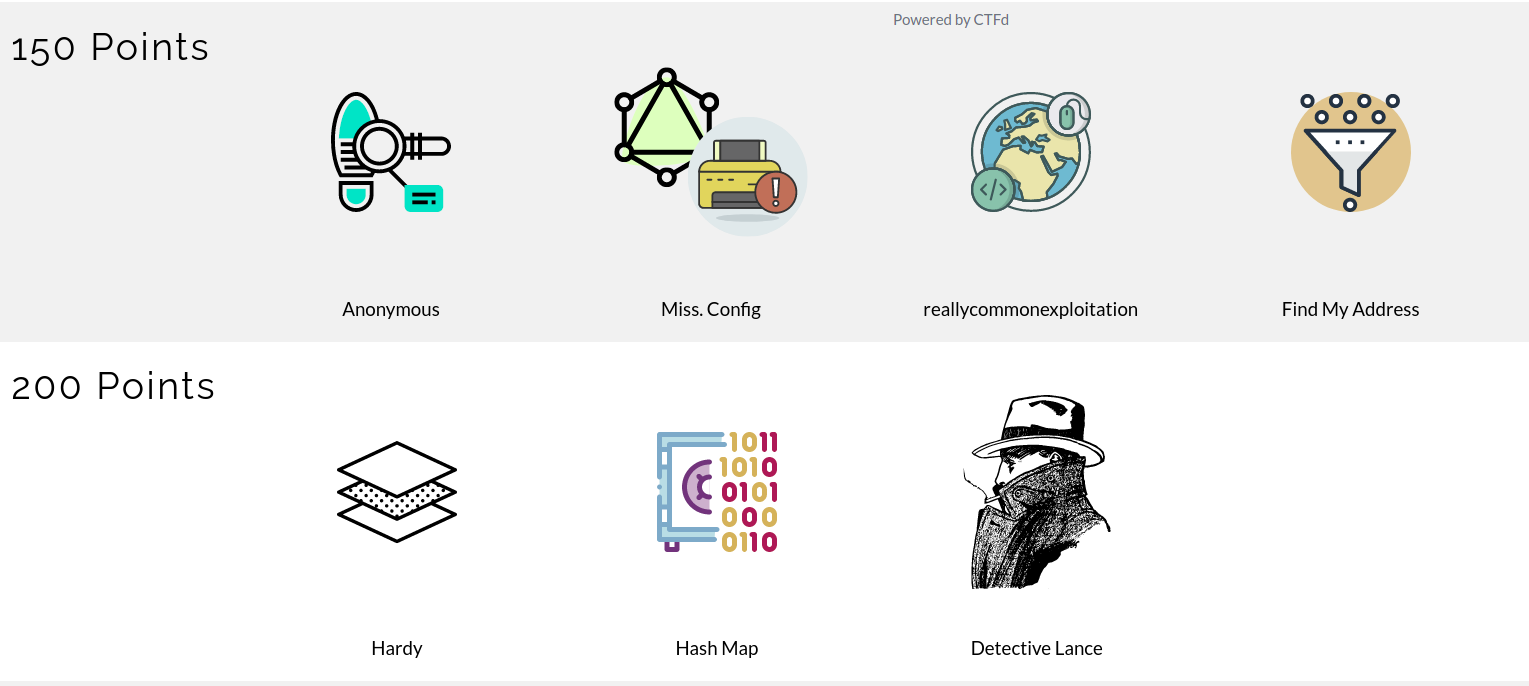 Powered by CTFd
150 Points
Anonymous
Miss. Config
reallycommonexploitation
Find My Address
200 Points
1011
1010
0101
000
0110
Hardy
Hash Map
Detective Lance